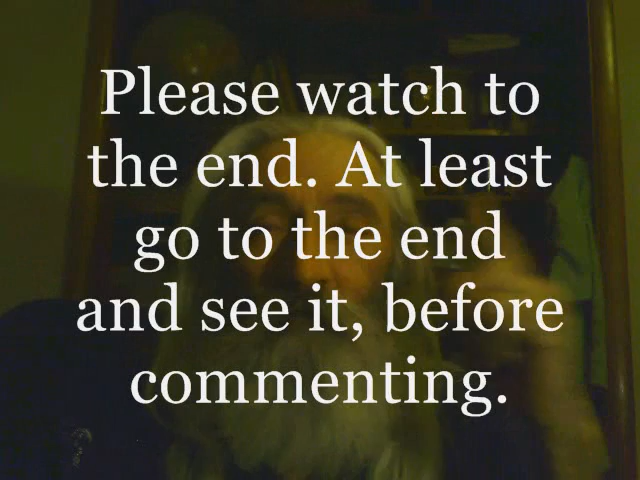 Please watch to
the end. At least
go to the end
and see it, before
commenting.